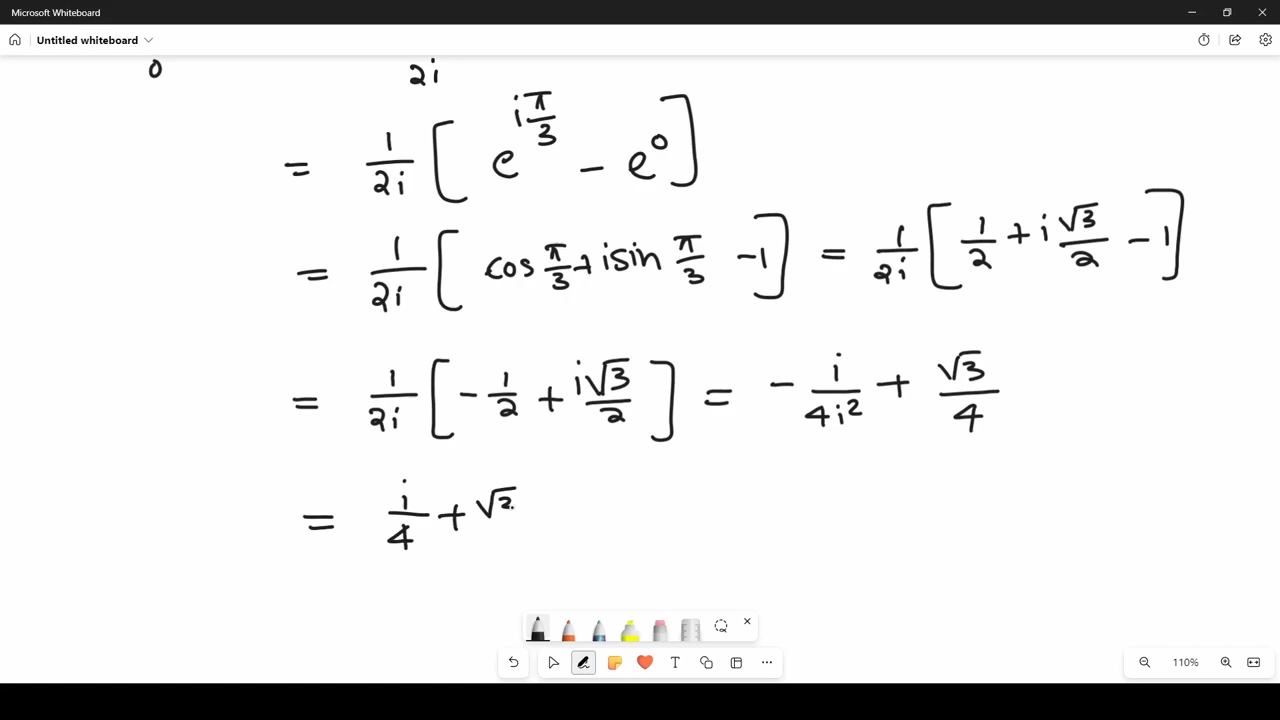 Microsoft Whiteboard
Untitled whiteboard
0 2i
= 1/2i [ e^(iπ/3) - e^0 ]
= 1/2i [ cos π/3 + i sin π/3 - 1 ] = 1/2i [ 1/2 + i √3/2 - 1 ]
= 1/2i [ - 1/2 + i√3/2 ] = - i/4i² + √3/4
= i/4 + √
T
110%